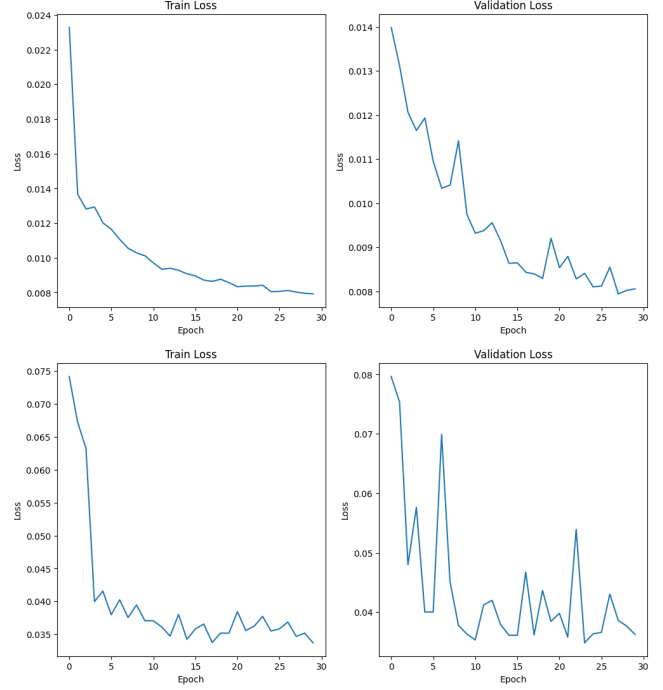 Train Loss
Validation Loss
0.024
0.022
0.020
0.018
0.016
0.014
0.012
0.010
0.008
Loss
0 5 10 15 20 25 30
Epoch
0.014
0.013
0.012
0.011
0.010
0.009
0.008
Loss
0 5 10 15 20 25 30
Epoch
Train Loss
Validation Loss
0.075
0.070
0.065
0.060
0.055
0.050
0.045
0.040
0.035
Loss
0 5 10 15 20 25 30
Epoch
0.08
0.07
0.06
0.05
0.04
Loss
0 5 10 15 20 25 30
Epoch